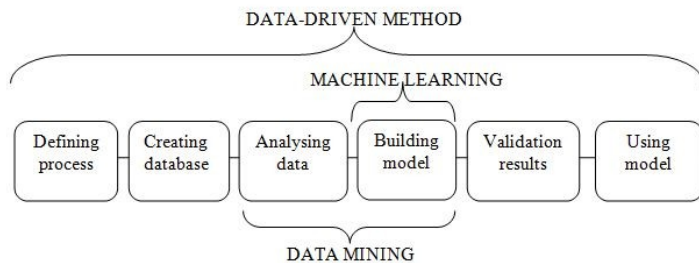 DATA-DRIVEN METHOD
MACHINE LEARNING
Defining
process
Creating
database
Analysing
data
Building
model
Validation
results
Using
model
DATA MINING